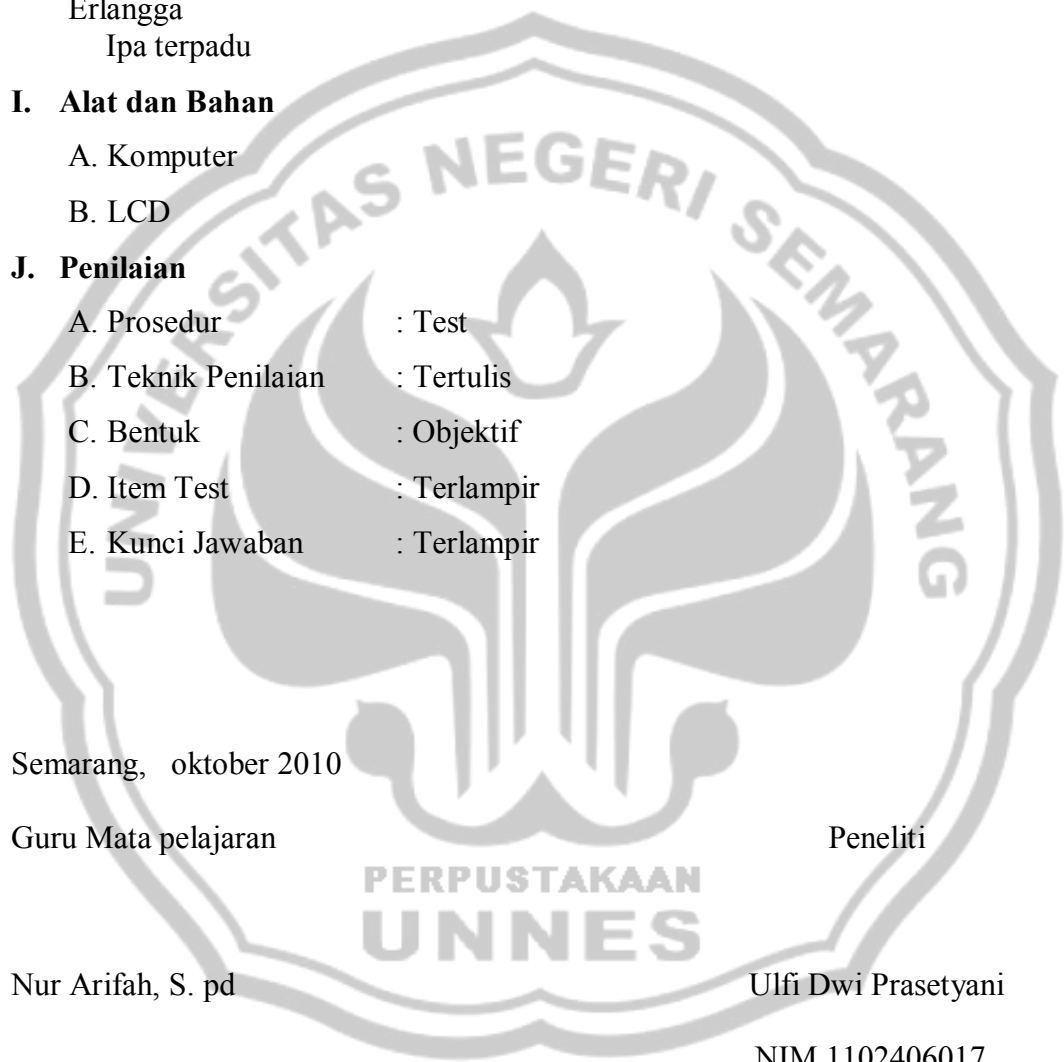 Erlangga
Ipa terpadu
I. Alat dan Bahan
A. Komputer
B. LCD
J. Penilaian
A. Prosedur : Test
B. Teknik Penilaian : Tertulis
C. Bentuk : Objektif
D. Item Test : Terlampir
E. Kunci Jawaban : Terlampir
Semarang, oktober 2010
Guru Mata pelajaran Peneliti
Nur Arifah, S. pd Ulfi Dwi Prasetyani
NIM 1102406017
UNIVERSITAS NEGERI SEMARANG
PERPUSTAKAAN
UNNES